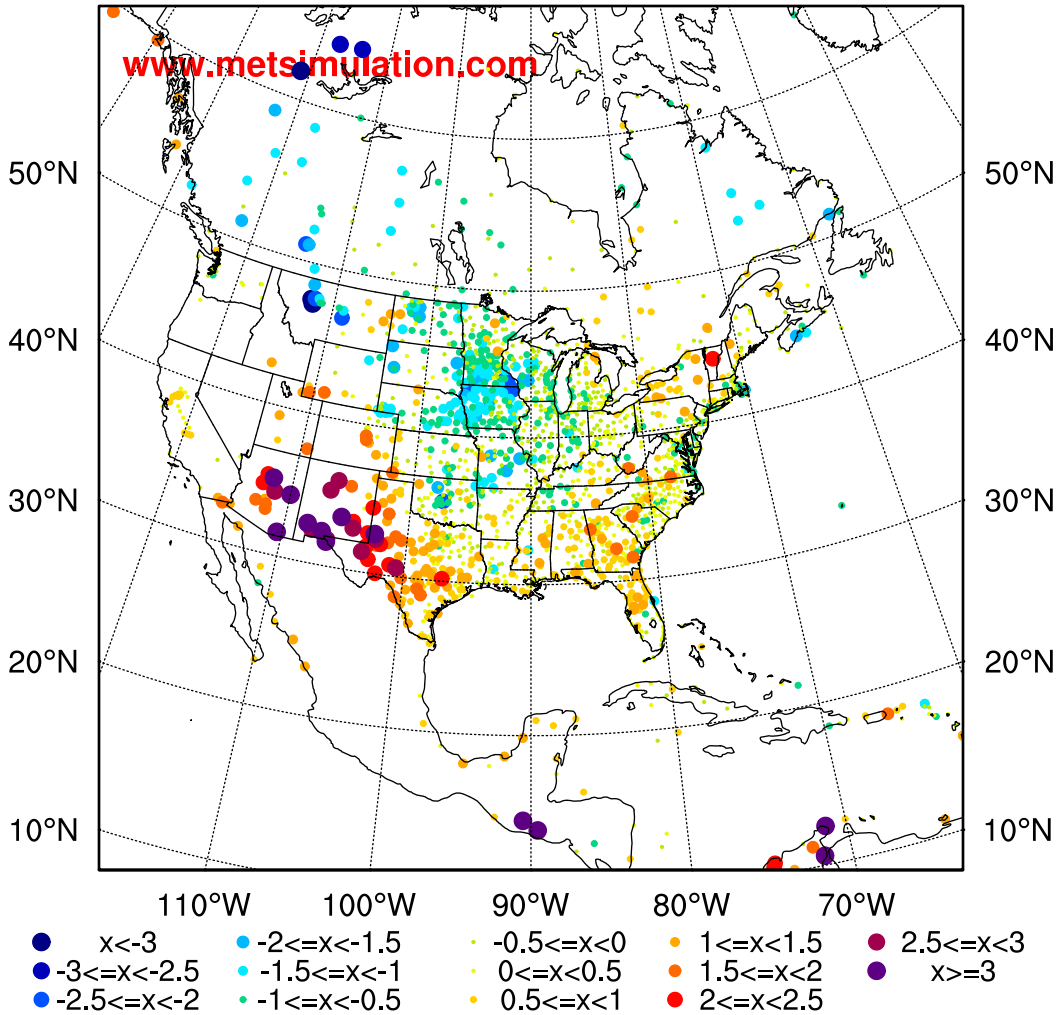 www.metsimulation.com
50°N 50°N
40°N 40°N
30°N 30°N
20°N 20°N
10°N 10°N
110°W 100°W 90°W 80°W 70°W
x<-3 -2<=x<-1.5 -0.5<=x<0 1<=x<1.5 2.5<=x<3
-3<=x<-2.5 -1.5<=x<-1 0<=x<0.5 1.5<=x<2 x>=3
-2.5<=x<-2 -1<=x<-0.5 0.5<=x<1 2<=x<2.5